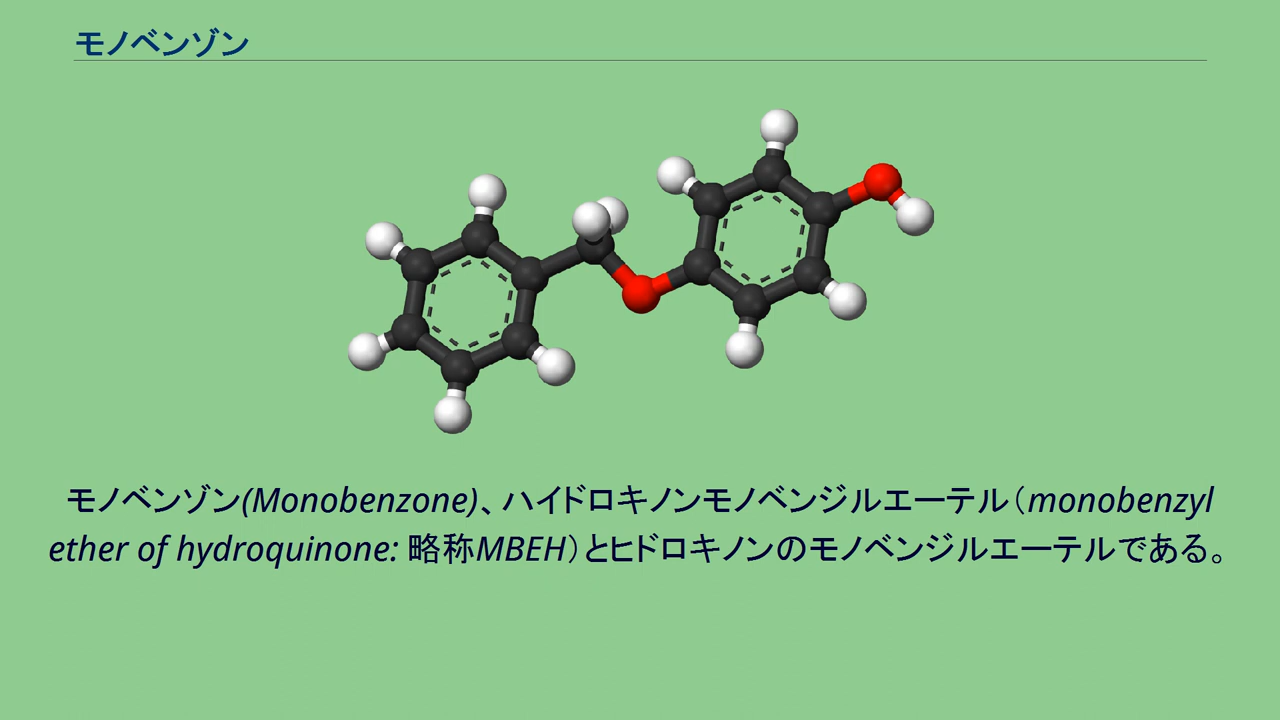 モノベンゾン
モノベンゾン(Monobenzone)、ハイドロキノンモノベンジルエーテル（monobenzyl
ether of hydroquinone: 略称MBEH）とヒドロキノンのモノベンジルエーテルである。